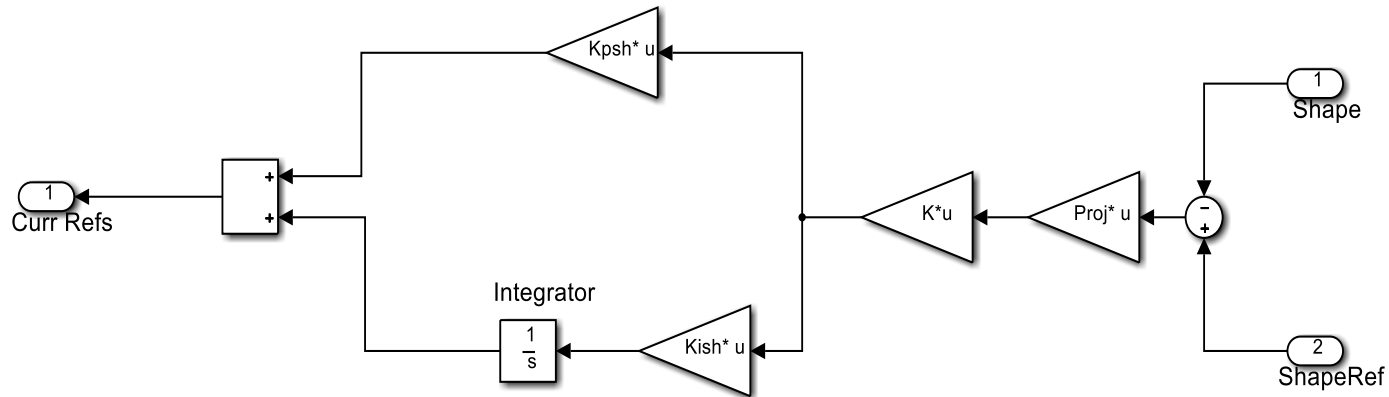 Kpsh* u
1
Shape
+
+
1
Curr Refs
K*u
Proj* u
−
+
Integrator
1
s
Kish* u
2
ShapeRef